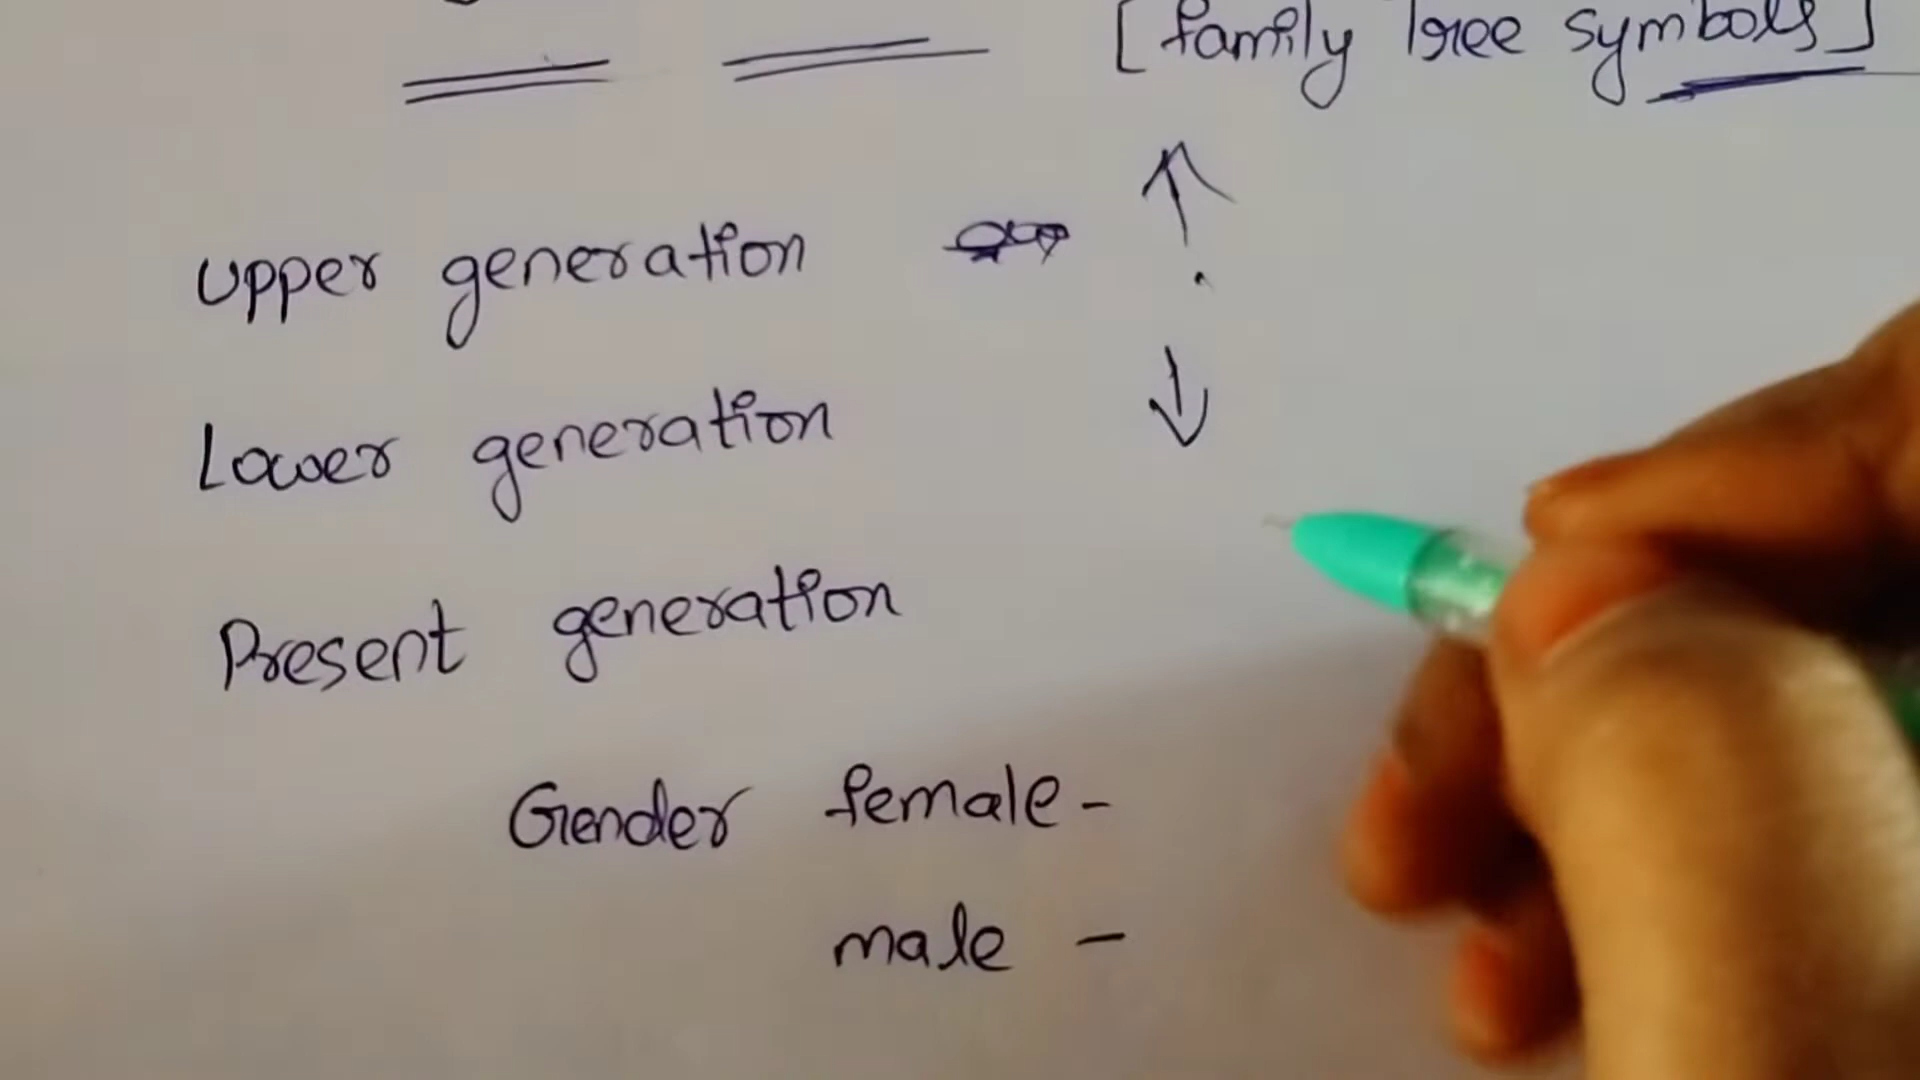 [family Tree symbols]
Upper generation ↑
Lower generation ↓
Present generation
Gender female -
male -